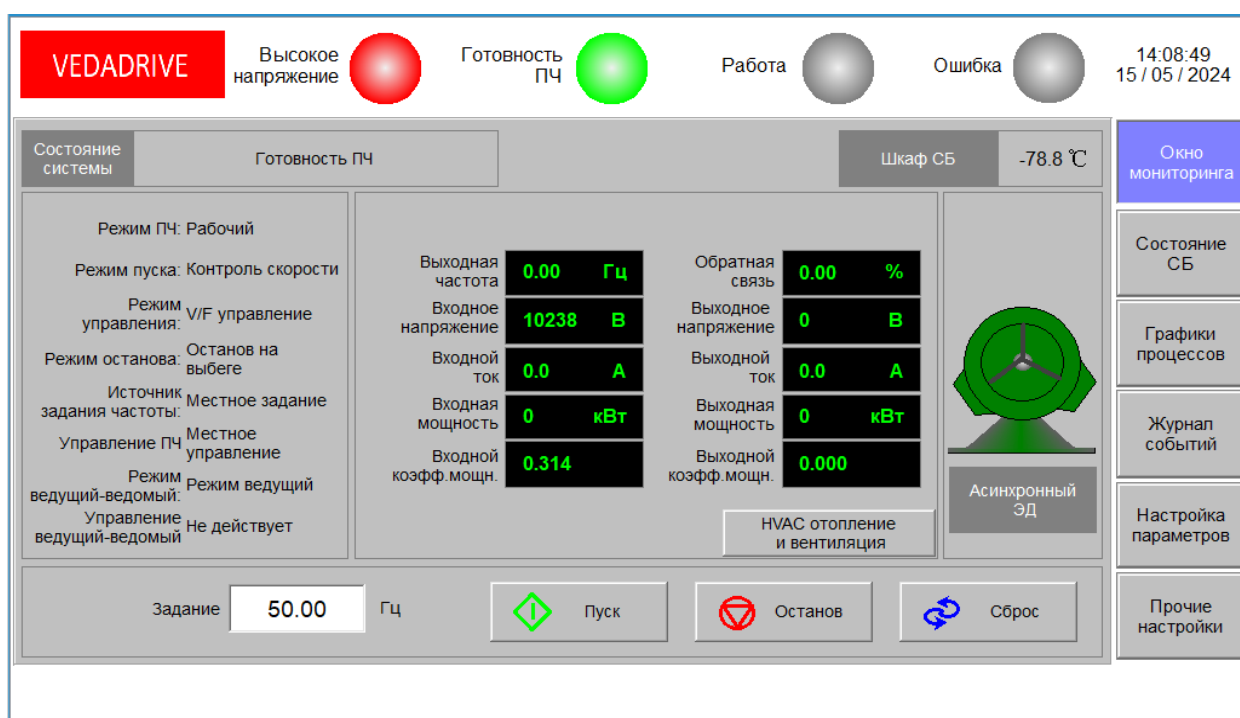 VEDADRIVE
Высокое
напряжение
Готовность
ПЧ
Работа
Ошибка
14:08:49
15 / 05 / 2024
Состояние
системы
Готовность ПЧ
Шкаф СБ
-78.8 ℃
Режим ПЧ: Рабочий
Режим пуска: Контроль скорости
Режим
управления:
V/F управление
Режим останова:
Останов на
выбеге
Источник
задания частоты:
Местное задание
Управление ПЧ
Местное
управление
Режим
ведущий-ведомый:
Режим ведущий
Управление
ведущий-ведомый
Не действует
Выходная
частота
0.00 Гц
Входное
напряжение
10238 В
Входной
ток
0.0 А
Входная
мощность
0 кВт
Входной
коэфф.мощн.
0.314
Обратная
связь
0.00 %
Выходное
напряжение
0 В
Выходной
ток
0.0 А
Выходная
мощность
0 кВт
Выходной
коэфф.мощн.
0.000
HVAC отопление
и вентиляция
Асинхронный
ЭД
Задание 50.00 Гц
Пуск
Останов
Сброс
Окно
мониторинга
Состояние
СБ
Графики
процессов
Журнал
событий
Настройка
параметров
Прочие
настройки